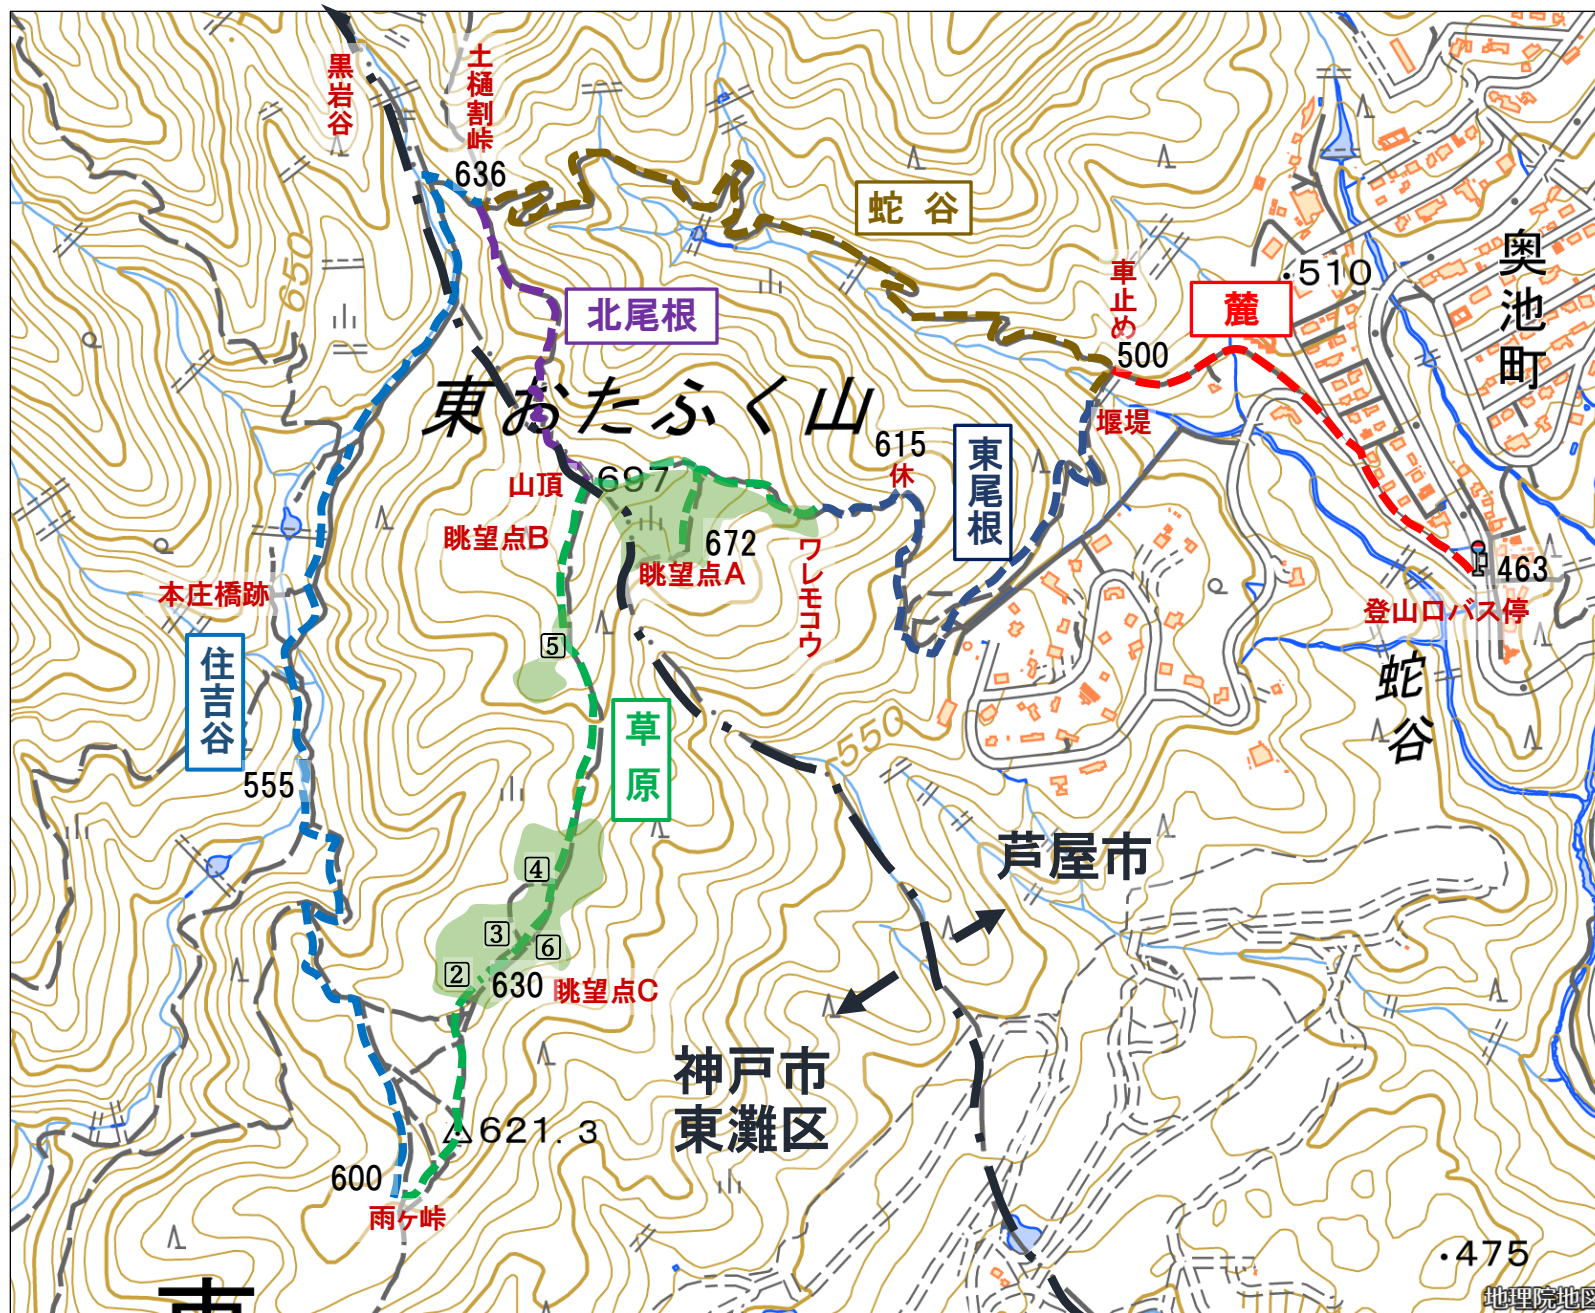 黒岩谷
土樋割峠
636
蛇 谷
650
北尾根
車止め
500
麓
510
奥池町
東おたふく山
697
山頂
615
休
東尾根
堰堤
眺望点B
672
眺望点A
ワレモコウ
463
登山口バス停
本庄橋跡
住吉谷
5
草原
蛇谷
550
555
4
3
6
2
630
眺望点C
芦屋市
神戸市
東灘区
621.3
600
雨ヶ峠
475
地理院地図